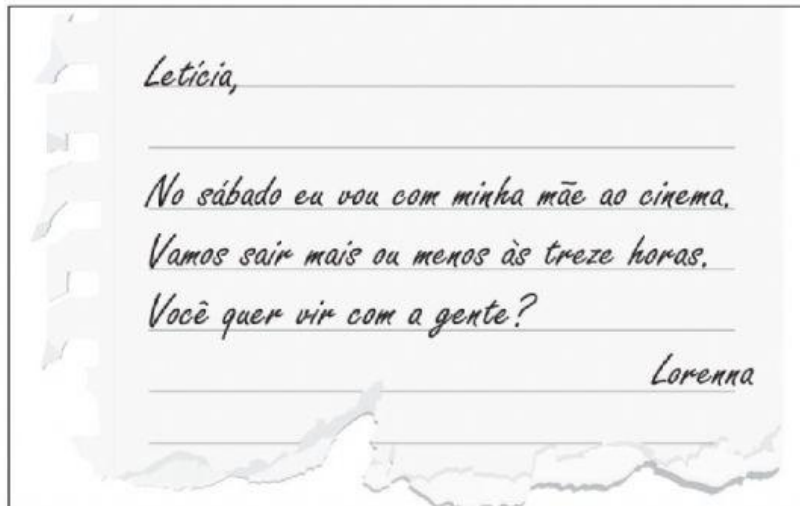 Letícia,
No sábado eu vou com minha mãe ao cinema.
Vamos sair mais ou menos às treze horas.
Você quer vir com a gente?
Lorenna